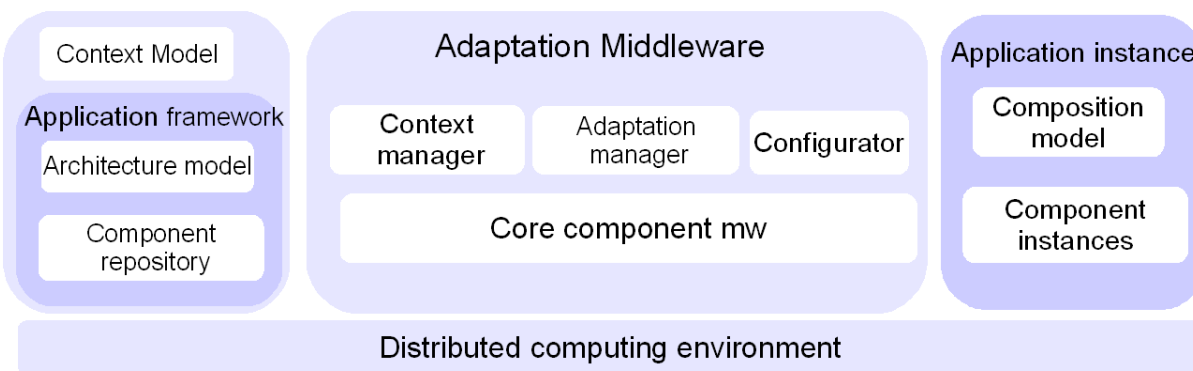 Context Model
Application framework
Architecture model
Component
repository
Adaptation Middleware
Context
manager
Adaptation
manager
Configurator
Core component mw
Application instance
Composition
model
Component
instances
Distributed computing environment